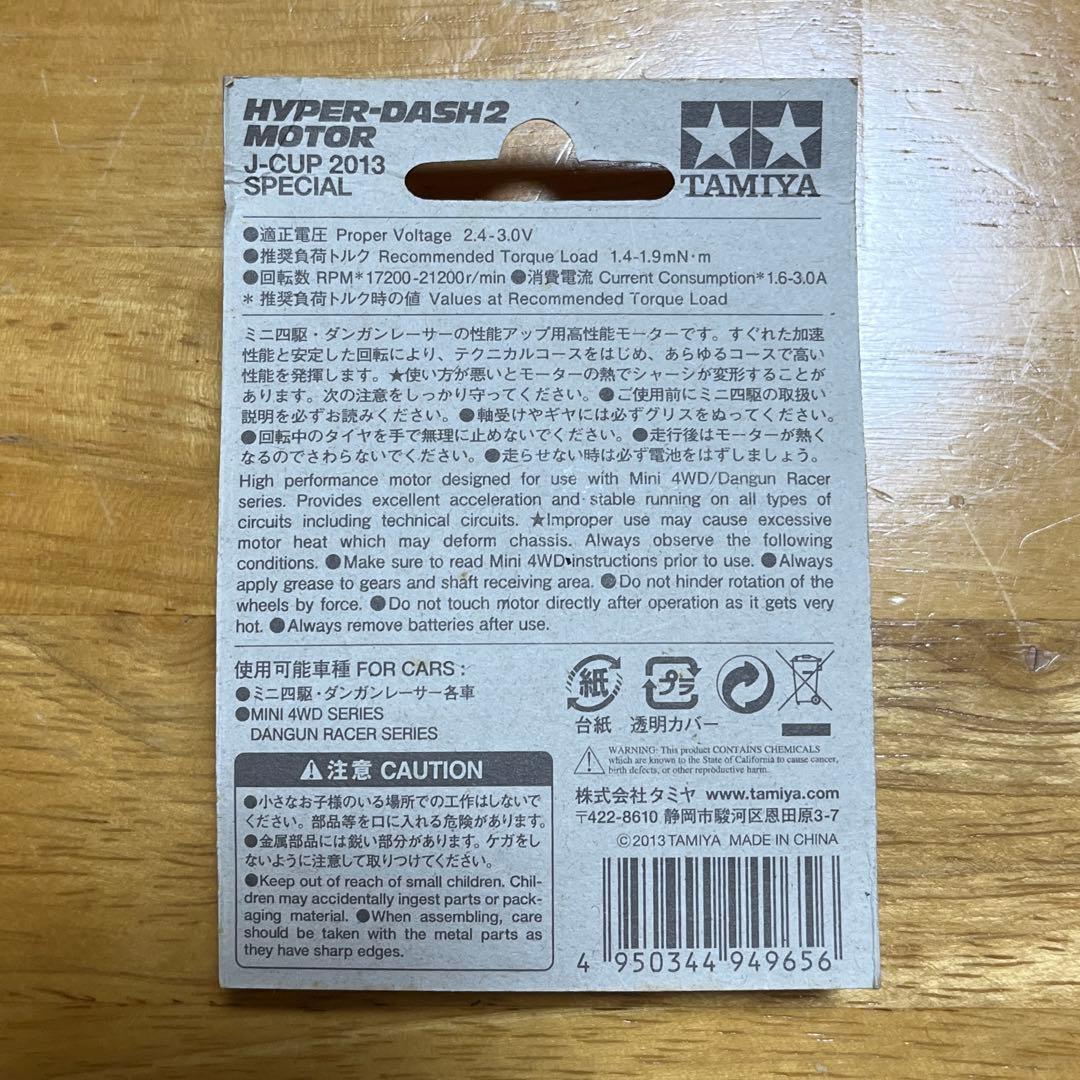 HYPER-DASH2
MOTOR
J-CUP 2013
SPECIAL
TAMIYA
●適正電圧 Proper Voltage 2.4-3.0V
●推奨負荷トルク Recommended Torque Load 1.4-1.9mN·m
●回転数 RPM*17200-21200r/min ●消費電流 Current Consumption*1.6-3.0A
* 推奨負荷トルク時の値 Values at Recommended Torque Load
ミニ四駆・ダンガンレーサーの性能アップ用高性能モーターです。すぐれた加速
性能と安定した回転により、テクニカルコースをはじめ、あらゆるコースで高い
性能を発揮します。★使い方が悪いとモーターの熱でシャーシが変形することが
あります。次の注意をしっかり守ってください。●ご使用前にミニ四駆の取扱い
説明を必ずお読みください。●軸受けやギヤには必ずグリスをぬってください。
●回転中のタイヤを手で無理に止めないでください。●走行後はモーターが熱く
なるのでさわらないでください。●走らせない時は必ず電池をはずしましょう。
High performance motor designed for use with Mini 4WD/Dangun Racer
series. Provides excellent acceleration and stable running on all types of
circuits including technical circuits. ★Improper use may cause excessive
motor heat which may deform chassis. Always observe the following
conditions. ●Make sure to read Mini 4WD instructions prior to use. ●Always
apply grease to gears and shaft receiving area. ●Do not hinder rotation of the
wheels by force. ●Do not touch motor directly after operation as it gets very
hot. ●Always remove batteries after use.
使用可能車種 FOR CARS :
●ミニ四駆・ダンガンレーサー各車
●MINI 4WD SERIES
DANGUN RACER SERIES
紙 プラ
台紙 透明カバー
注意 CAUTION
●小さなお子様のいる場所での工作はしないで
ください。部品等を口に入れる危険があります。
●金属部品には鋭い部分があります。ケガをし
ないように注意して取りつけてください。
●Keep out of reach of small children. Chil-
dren may accidentally ingest parts or pack-
aging material. ●When assembling, care
should be taken with the metal parts as
they have sharp edges.
WARNING: This product CONTAINS CHEMICALS
which are known to the State of California to cause cancer,
birth defects, or other reproductive harm.
株式会社タミヤ www.tamiya.com
〒422-8610 静岡市駿河区恩田原3-7
©2013 TAMIYA MADE IN CHINA
4 950344 949656